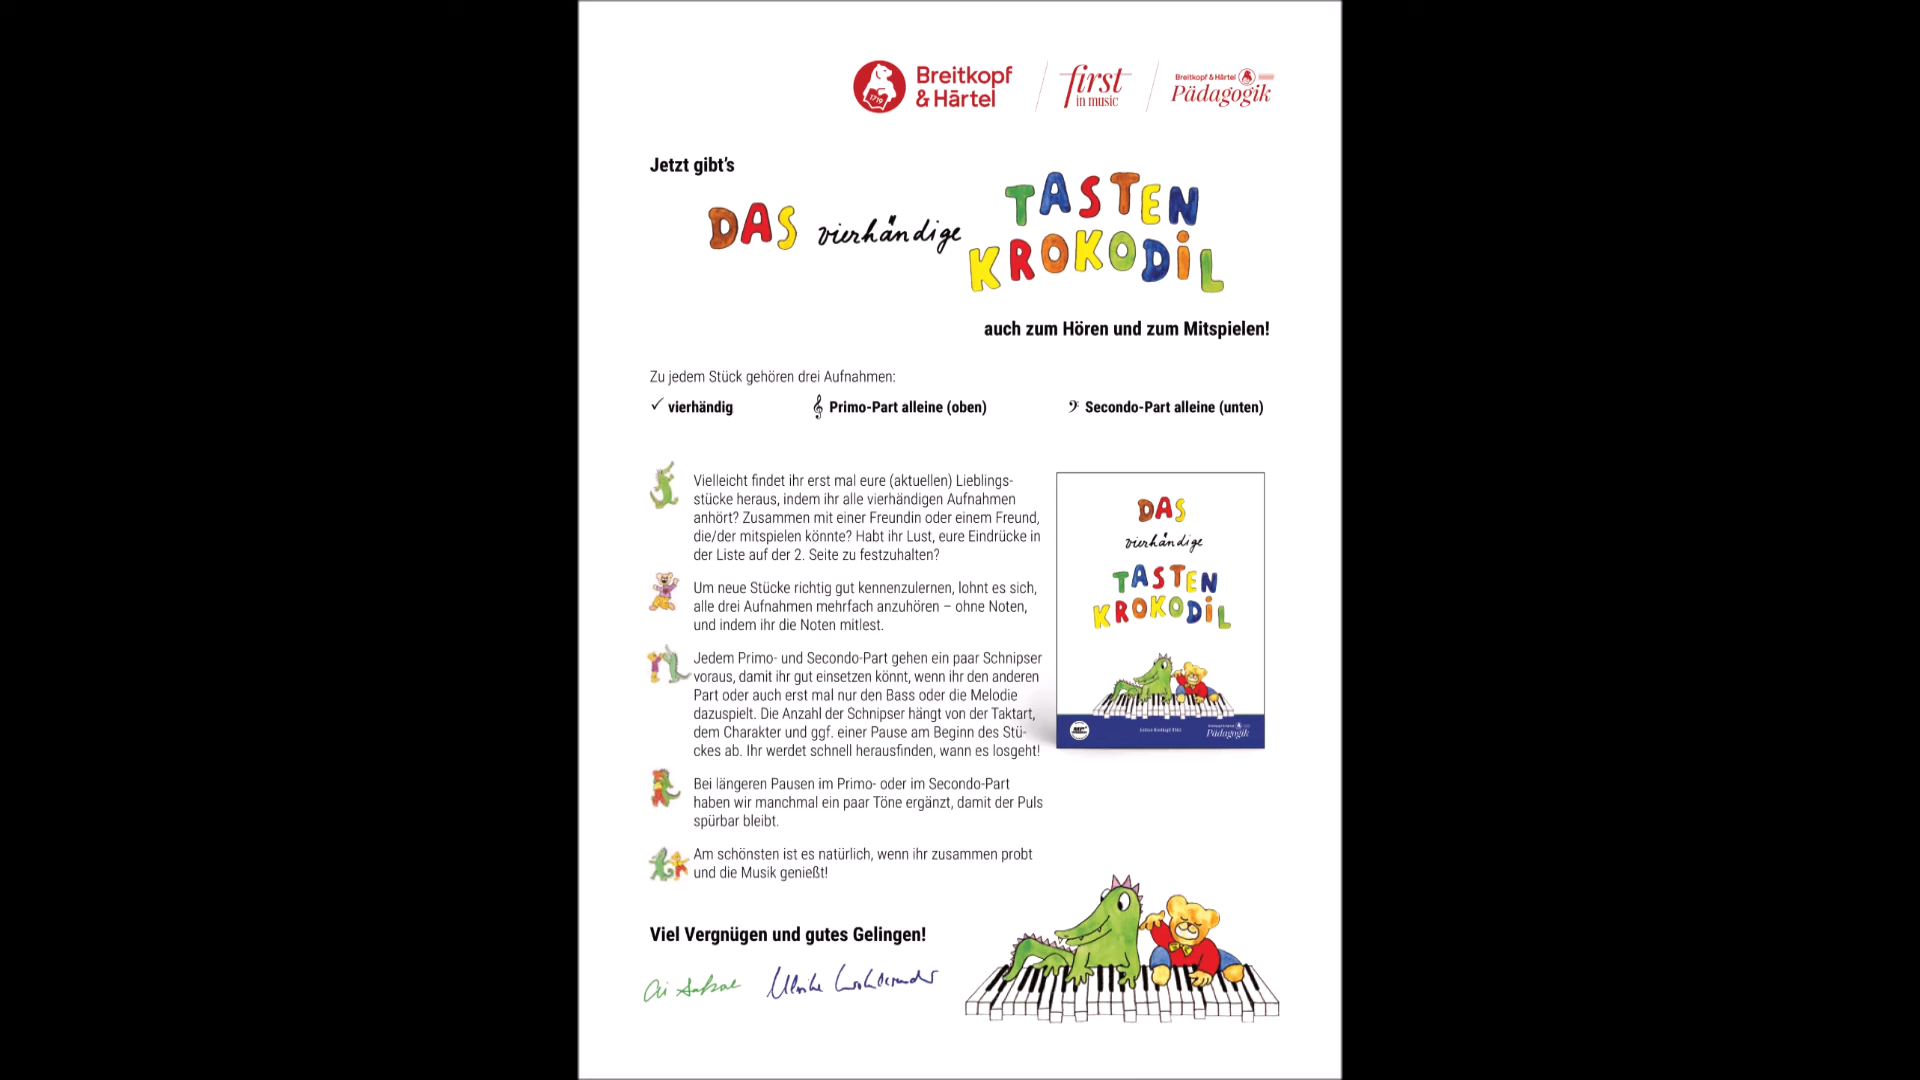 Breitkopf
& Härtel
1719
first
in music
Breitkopf & Härtel
Pädagogik
Jetzt gibt's
DAS vierhändige TASTEN
KROKODiL
auch zum Hören und zum Mitspielen!
Zu jedem Stück gehören drei Aufnahmen:
✓ vierhändig
Primo-Part alleine (oben)
Secondo-Part alleine (unten)
Vielleicht findet ihr erst mal eure (aktuellen) Lieblings-
stücke heraus, indem ihr alle vierhändigen Aufnahmen
anhört? Zusammen mit einer Freundin oder einem Freund,
die/der mitspielen könnte? Habt ihr Lust, eure Eindrücke in
der Liste auf der 2. Seite zu festzuhalten?
Um neue Stücke richtig gut kennenzulernen, lohnt es sich,
alle drei Aufnahmen mehrfach anzuhören – ohne Noten,
und indem ihr die Noten mitlest.
Jedem Primo- und Secondo-Part gehen ein paar Schnipser
voraus, damit ihr gut einsetzen könnt, wenn ihr den anderen
Part oder auch erst mal nur den Bass oder die Melodie
dazuspielt. Die Anzahl der Schnipser hängt von der Taktart,
dem Charakter und ggf. einer Pause am Beginn des Stü-
ckes ab. Ihr werdet schnell herausfinden, wann es losgeht!
Bei längeren Pausen im Primo- oder im Secondo-Part
haben wir manchmal ein paar Töne ergänzt, damit der Puls
spürbar bleibt.
Am schönsten ist es natürlich, wenn ihr zusammen probt
und die Musik genießt!
DAS
vierhändige
TASTEN
KROKODiL
Pädagogik
Viel Vergnügen und gutes Gelingen!